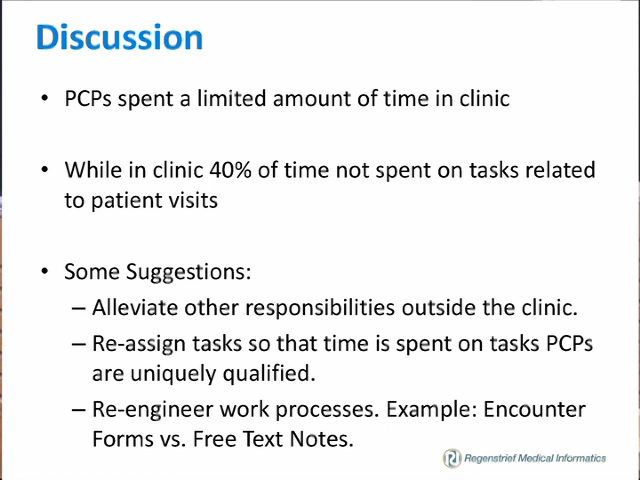 Discussion
• PCPs spent a limited amount of time in clinic
• While in clinic 40% of time not spent on tasks related
to patient visits
• Some Suggestions:
– Alleviate other responsibilities outside the clinic.
– Re-assign tasks so that time is spent on tasks PCPs
are uniquely qualified.
– Re-engineer work processes. Example: Encounter
Forms vs. Free Text Notes.
Regenstrief Medical Informatics